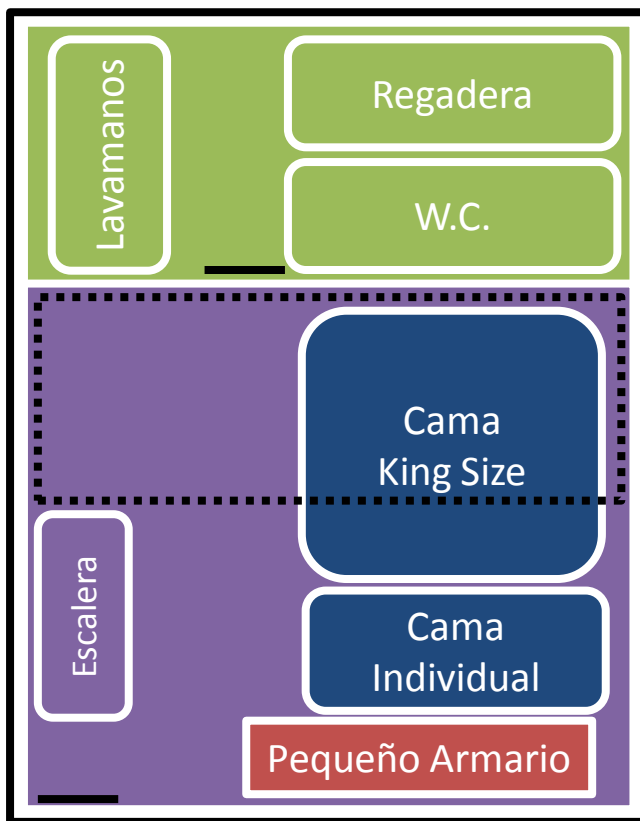 Lavamanos
Regadera
W.C.
Cama
King Size
Escalera
Cama
Individual
Pequeño Armario